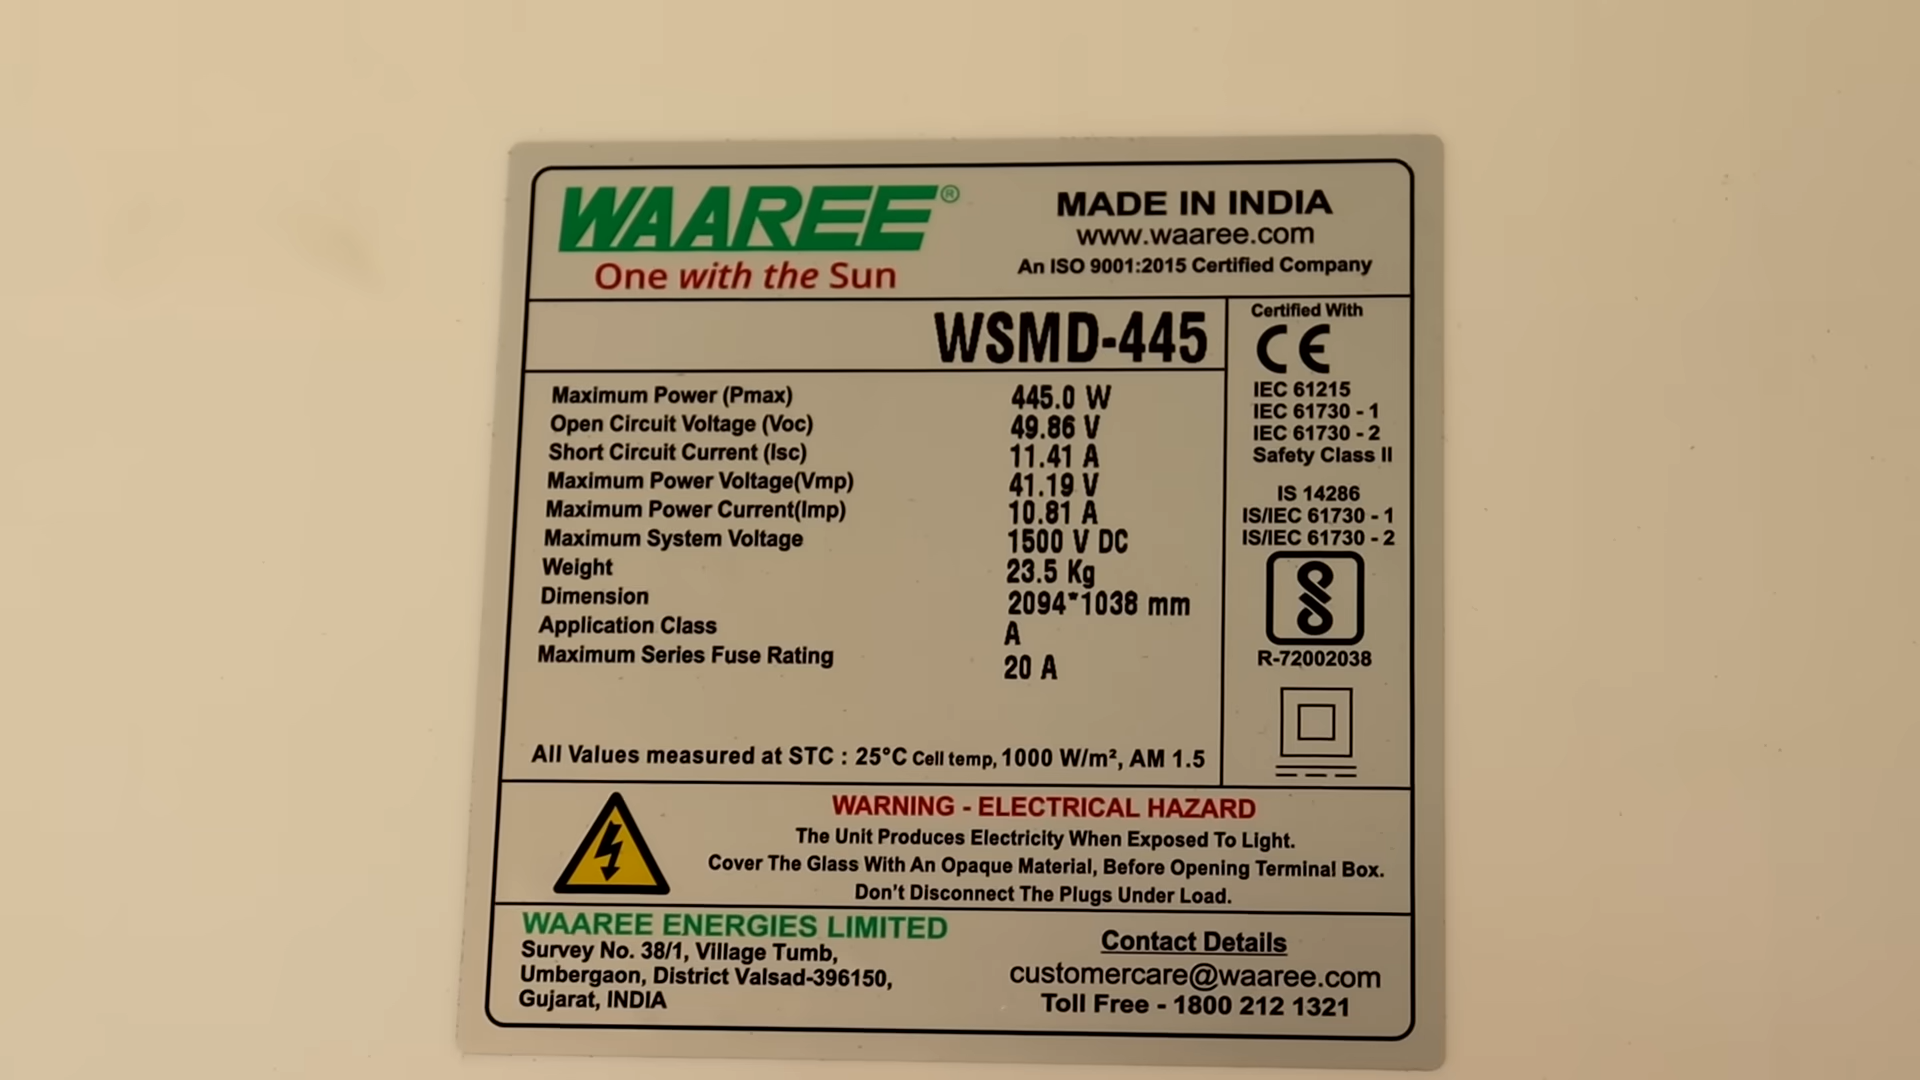 WAAREE®
One with the Sun
MADE IN INDIA
www.waaree.com
An ISO 9001:2015 Certified Company
WSMD-445
Maximum Power (Pmax) 445.0 W
Open Circuit Voltage (Voc) 49.86 V
Short Circuit Current (Isc) 11.41 A
Maximum Power Voltage(Vmp) 41.19 V
Maximum Power Current(Imp) 10.81 A
Maximum System Voltage 1500 V DC
Weight 23.5 Kg
Dimension 2094*1038 mm
Application Class A
Maximum Series Fuse Rating 20 A
All Values measured at STC : 25°C Cell temp, 1000 W/m², AM 1.5
Certified With
CE
IEC 61215
IEC 61730 - 1
IEC 61730 - 2
Safety Class II
IS 14286
IS/IEC 61730 - 1
IS/IEC 61730 - 2
R-72002038
WARNING - ELECTRICAL HAZARD
The Unit Produces Electricity When Exposed To Light.
Cover The Glass With An Opaque Material, Before Opening Terminal Box.
Don't Disconnect The Plugs Under Load.
WAAREE ENERGIES LIMITED
Survey No. 38/1, Village Tumb,
Umbergaon, District Valsad-396150,
Gujarat, INDIA
Contact Details
customercare@waaree.com
Toll Free - 1800 212 1321